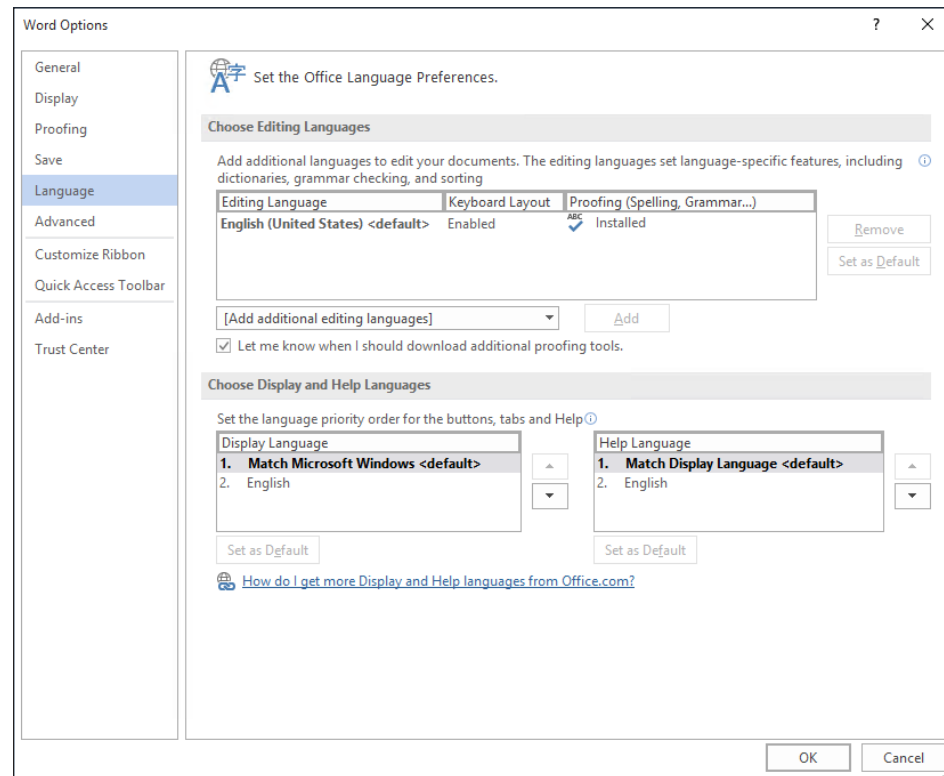 Word Options
?
General
Display
Proofing
Save
Language
Advanced
Customize Ribbon
Quick Access Toolbar
Add-ins
Trust Center
A字 Set the Office Language Preferences.
Choose Editing Languages
Add additional languages to edit your documents. The editing languages set language-specific features, including
dictionaries, grammar checking, and sorting
Editing Language Keyboard Layout Proofing (Spelling, Grammar...)
English (United States) <default> Enabled ABC Installed
Remove
Set as Default
[Add additional editing languages] Add
Let me know when I should download additional proofing tools.
Choose Display and Help Languages
Set the language priority order for the buttons, tabs and Help
Display Language
1. Match Microsoft Windows <default>
2. English
Set as Default
Help Language
1. Match Display Language <default>
2. English
Set as Default
How do I get more Display and Help languages from Office.com?
OK Cancel